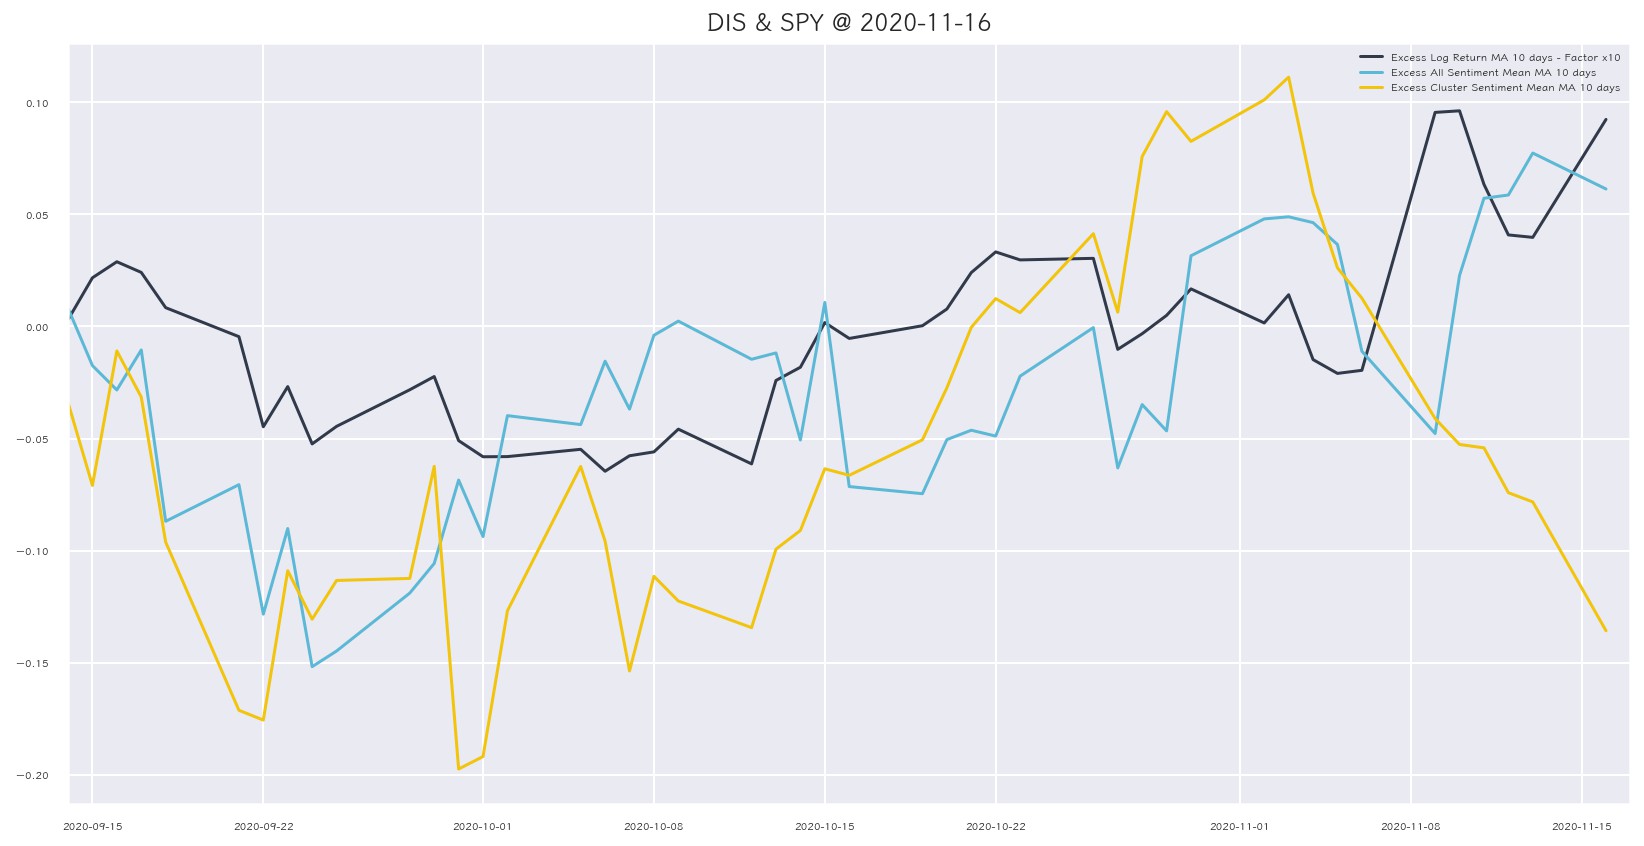 DIS & SPY @ 2020-11-16
Excess Log Return MA 10 days - Factor x10
Excess All Sentiment Mean MA 10 days
Excess Cluster Sentiment Mean MA 10 days
0.10
0.05
0.00
−0.05
−0.10
−0.15
−0.20
2020-09-15 2020-09-22 2020-10-01 2020-10-08 2020-10-15 2020-10-22 2020-11-01 2020-11-08 2020-11-15